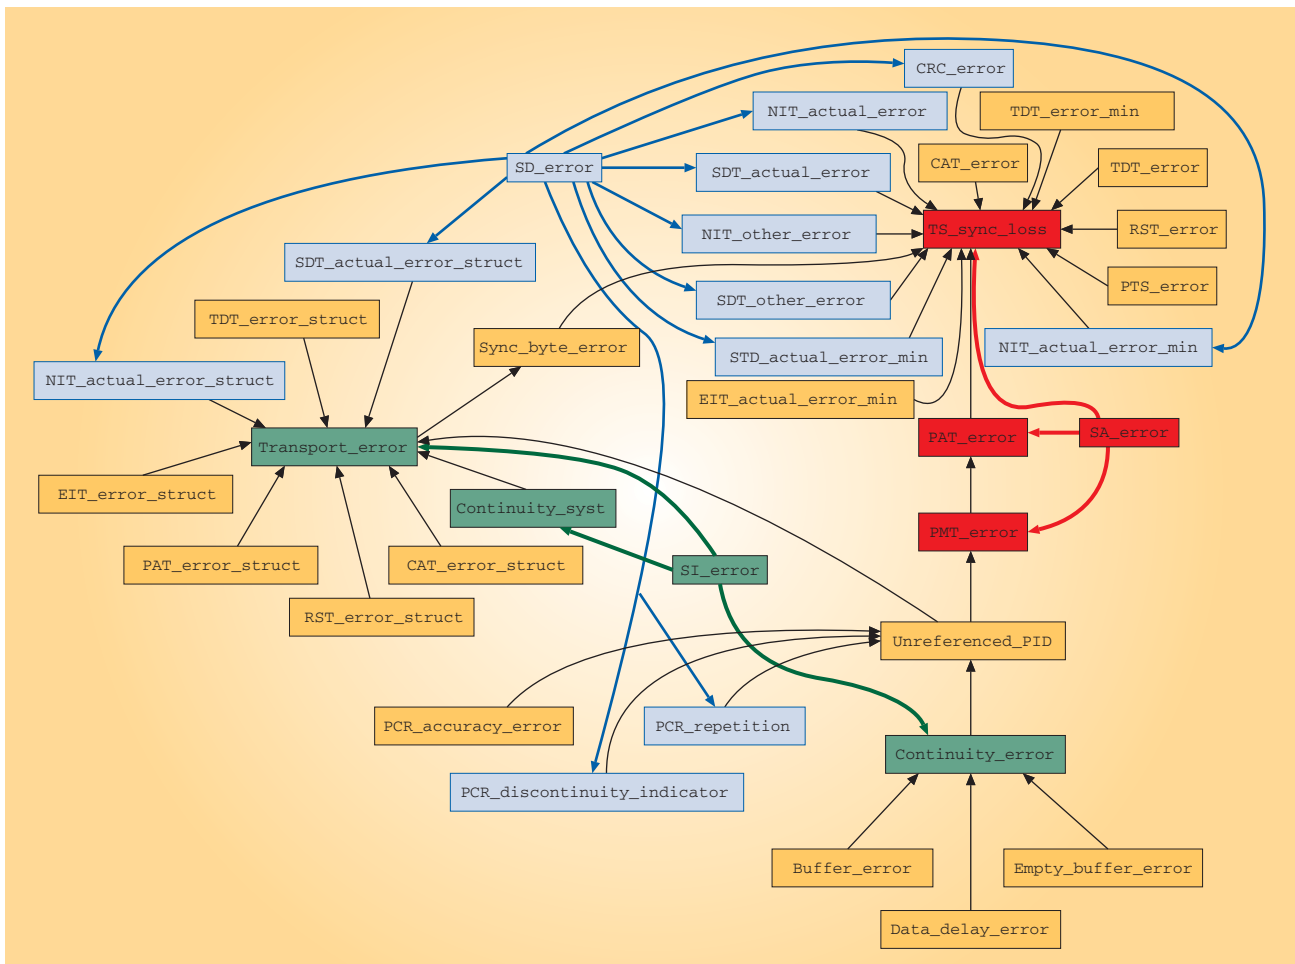 CRC_error
NIT_actual_error
TDT_error_min
SD_error
SDT_actual_error
CAT_error
TDT_error
NIT_other_error
TS_sync_loss
RST_error
SDT_actual_error_struct
SDT_other_error
PTS_error
TDT_error_struct
Sync_byte_error
STD_actual_error_min
NIT_actual_error_min
NIT_actual_error_struct
EIT_actual_error_min
Transport_error
PAT_error
SA_error
EIT_error_struct
Continuity_syst
PMT_error
PAT_error_struct
CAT_error_struct
SI_error
RST_error_struct
Unreferenced_PID
PCR_accuracy_error
PCR_repetition
Continuity_error
PCR_discontinuity_indicator
Buffer_error
Empty_buffer_error
Data_delay_error